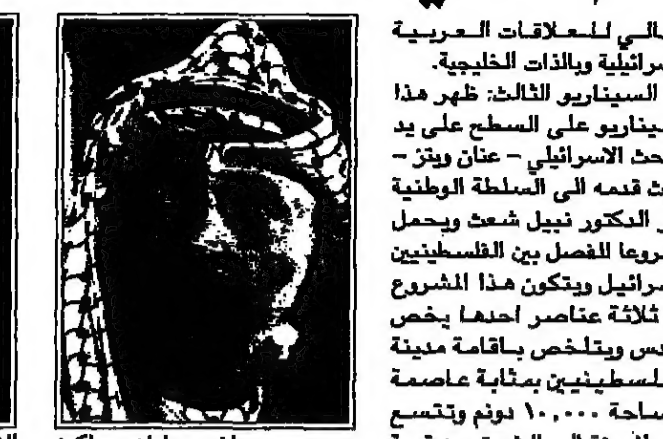 الي للعلاقات العربية
سرائيلية وبالذات الخليجية.
السيناريو الثالث: ظهر هذا
سيناريو على السطح على يد
حث الاسرائيلي - عنان ويتز -
ث قدمه الى السلطة الوطنية
ر الدكتور نبيل شعث ويحمل
روعا للفصل بين الفلسطينيين
سرائيل ويتكون هذا المشروع
ثلاثة عناصر احدها يخص
دس ويتلخص باقامة مدينة
لسطينيين بمثابة عاصمة
ساحة ١٠,٠٠٠ دونم وتتسع